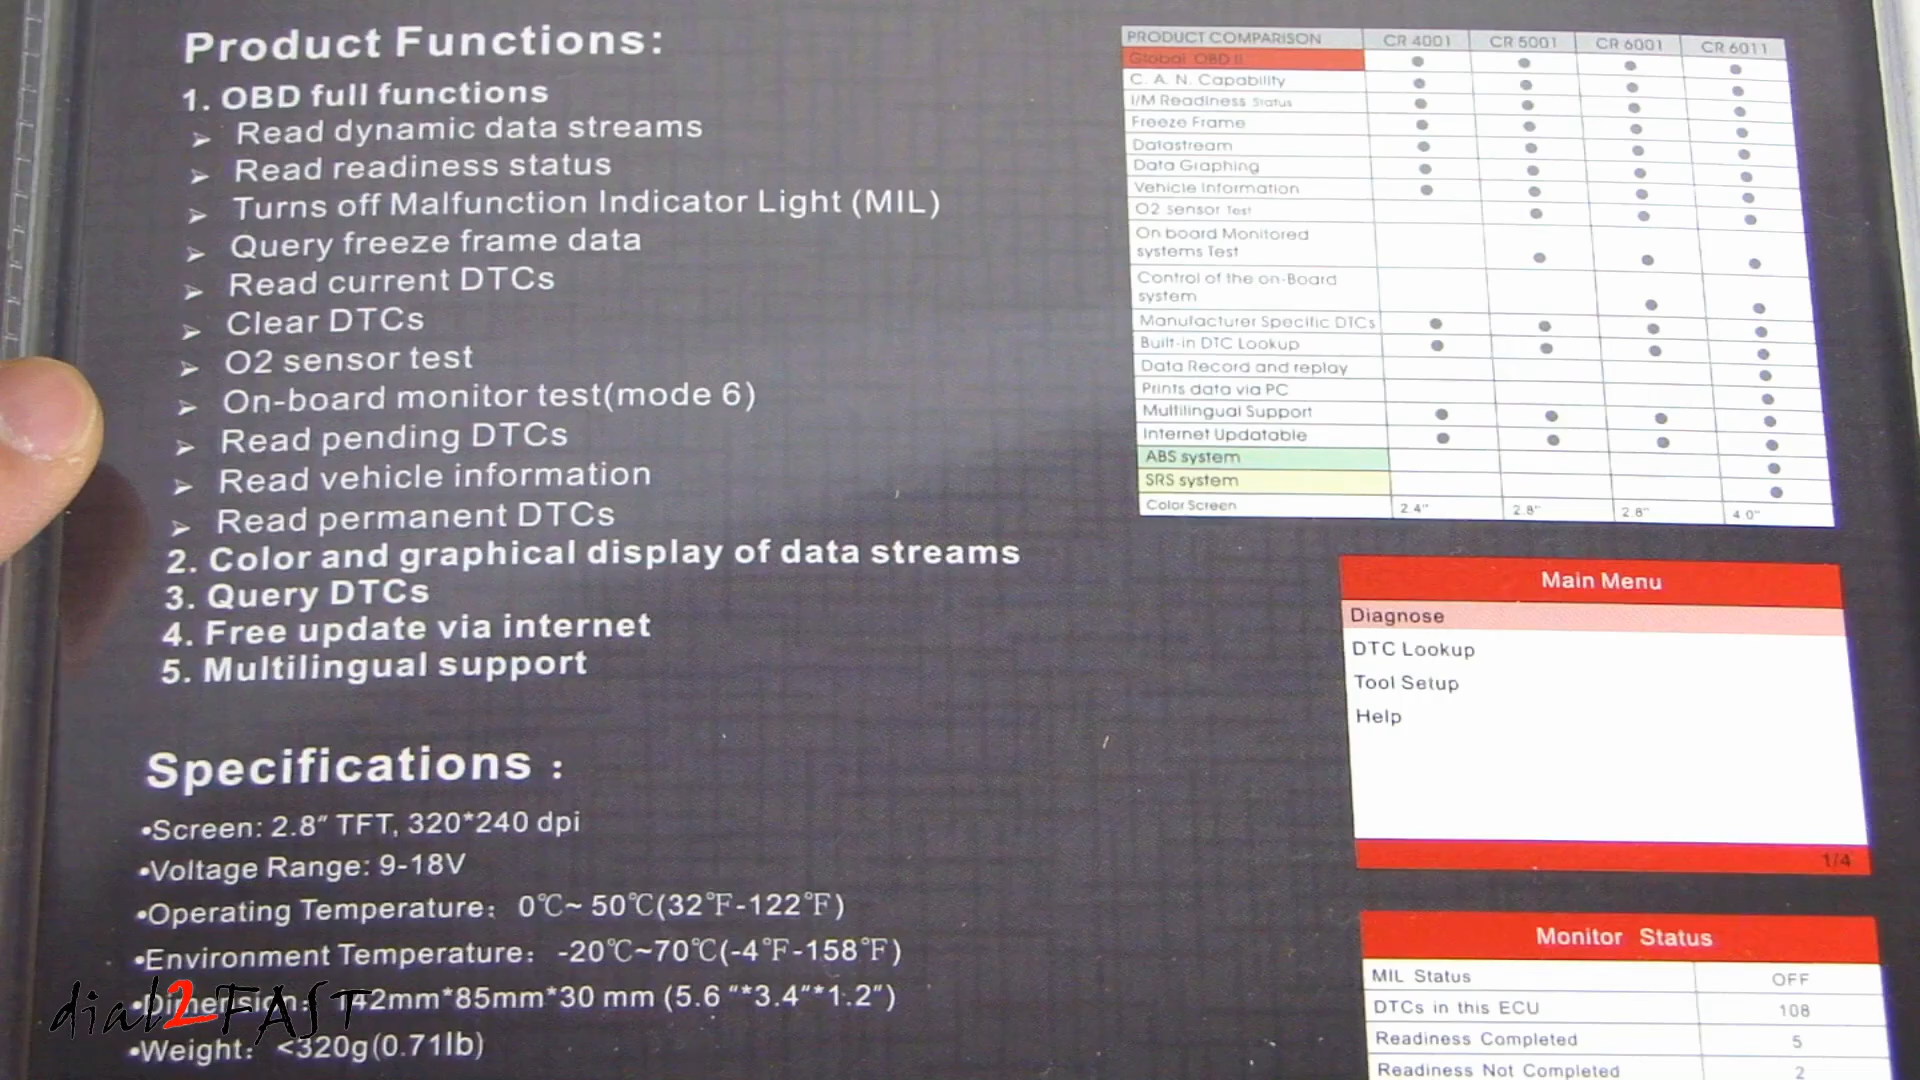 Product Functions:
1. OBD full functions
➢ Read dynamic data streams
➢ Read readiness status
➢ Turns off Malfunction Indicator Light (MIL)
➢ Query freeze frame data
➢ Read current DTCs
➢ Clear DTCs
➢ O2 sensor test
➢ On-board monitor test(mode 6)
➢ Read pending DTCs
➢ Read vehicle information
➢ Read permanent DTCs
2. Color and graphical display of data streams
3. Query DTCs
4. Free update via internet
5. Multilingual support
Specifications :
•Screen: 2.8″ TFT, 320*240 dpi
•Voltage Range: 9-18V
•Operating Temperature: 0℃~ 50℃(32℉-122℉)
•Environment Temperature: -20℃~70℃(-4℉-158℉)
•Dimension: 42mm*85mm*30 mm (5.6 ″*3.4″*1.2″)
•Weight: <320g(0.71lb)
dial2FAST
PRODUCT COMPARISON CR 4001 CR 5001 CR 6001 CR 6011
Global OBD II ● ● ● ●
C. A. N. Capability ● ● ● ●
I/M Readiness Status ● ● ● ●
Freeze Frame ● ● ● ●
Datastream ● ● ● ●
Data Graphing ● ● ● ●
Vehicle Information ● ● ● ●
O2 sensor Test ● ● ●
On board Monitored
systems Test ● ● ●
Control of the on-Board
system ● ●
Manufacturer Specific DTCs ● ● ● ●
Built-in DTC Lookup ● ● ● ●
Data Record and replay ●
Prints data via PC ●
Multilingual Support ● ● ● ●
Internet Updatable ● ● ● ●
ABS system ●
SRS system ●
Color Screen 2.4″ 2.8″ 2.8″ 4.0″
Main Menu
Diagnose
DTC Lookup
Tool Setup
Help
1/4
Monitor Status
MIL Status OFF
DTCs in this ECU 108
Readiness Completed 5
Readiness Not Completed 2